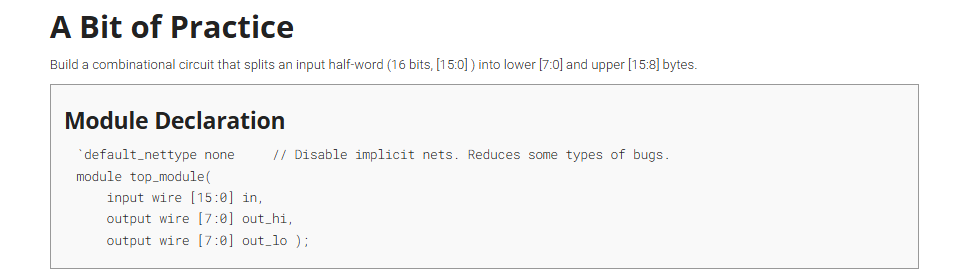 A Bit of Practice
Build a combinational circuit that splits an input half-word (16 bits, [15:0] ) into lower [7:0] and upper [15:8] bytes.
Module Declaration
`default_nettype none     // Disable implicit nets. Reduces some types of bugs.
module top_module(
    input wire [15:0] in,
    output wire [7:0] out_hi,
    output wire [7:0] out_lo );